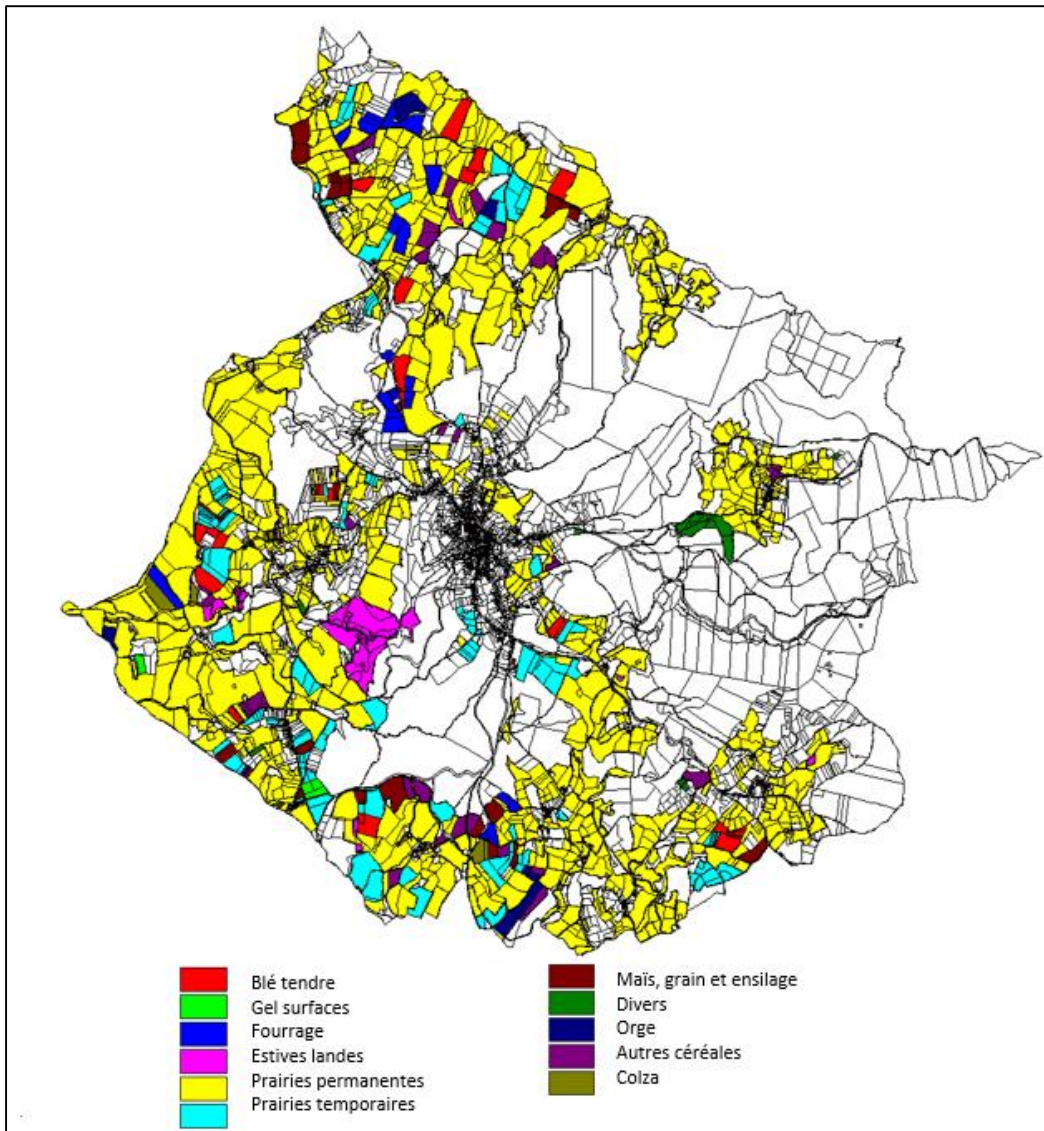 Blé tendre
Gel surfaces
Fourrage
Estives landes
Prairies permanentes
Prairies temporaires
Maïs, grain et ensilage
Divers
Orge
Autres céréales
Colza